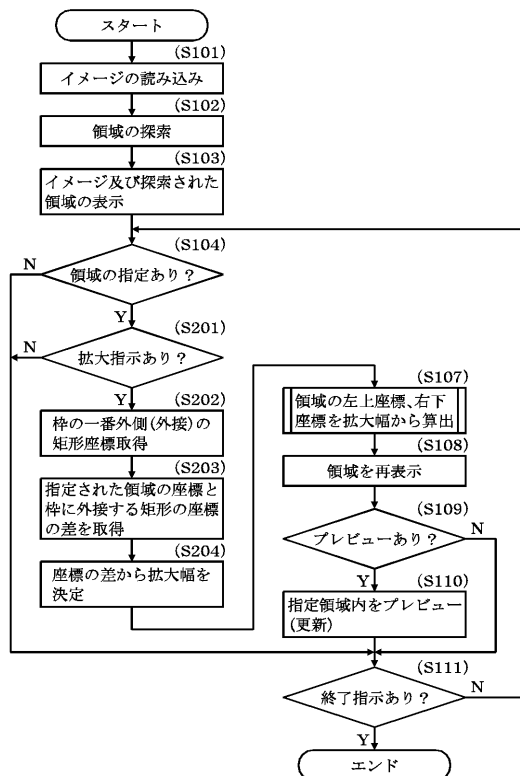 スタート
(S101)
イメージの読み込み
(S102)
領域の探索
(S103)
イメージ及び探索された
領域の表示
(S104)
N
領域の指定あり？
Y
(S201)
N
拡大指示あり？
Y
(S202)
枠の一番外側(外接)の
矩形座標取得
(S203)
指定された領域の座標と
枠に外接する矩形の座標
の差を取得
(S204)
座標の差から拡大幅を
決定
(S107)
領域の左上座標、右下
座標を拡大幅から算出
(S108)
領域を再表示
(S109)
プレビューあり？
N
Y
(S110)
指定領域内をプレビュー
(更新)
(S111)
終了指示あり？
N
Y
エンド